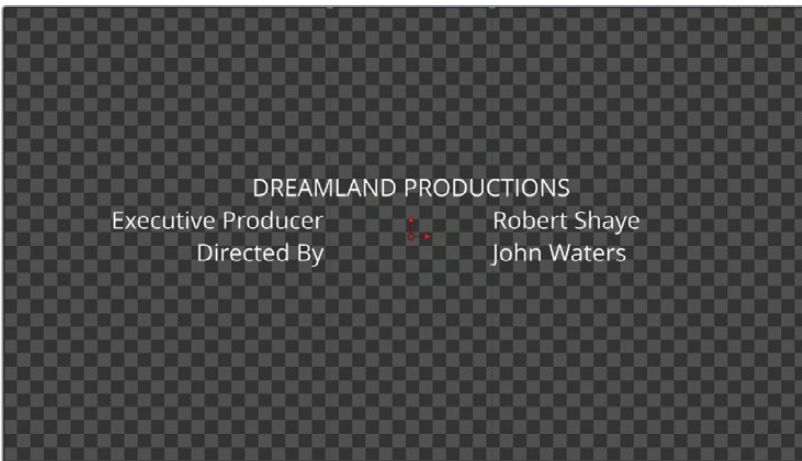 DREAMLAND PRODUCTIONS
Executive Producer Robert Shaye
Directed By John Waters